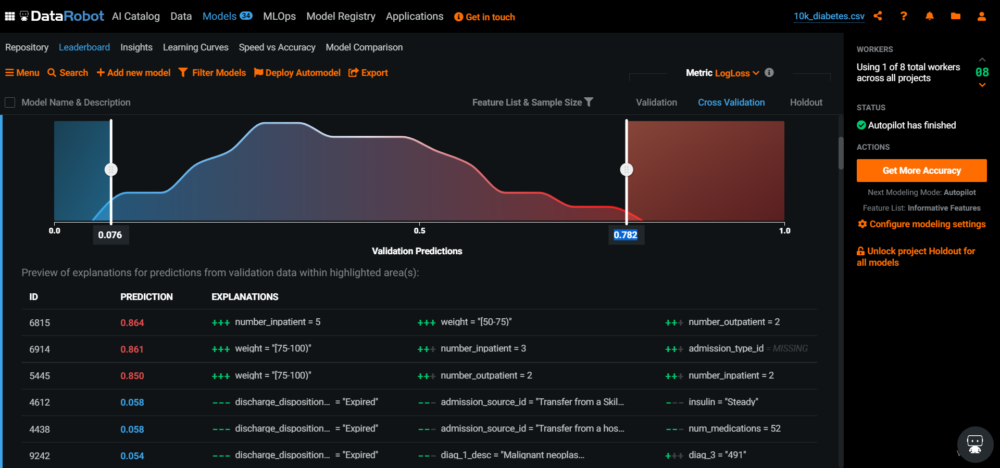 DataRobot AI Catalog Data Models 34 MLOps Model Registry Applications Get in touch 10k_diabetes.csv
Repository Leaderboard Insights Learning Curves Speed vs Accuracy Model Comparison
Menu Search Add new model Filter Models Deploy Automodel Export Metric LogLoss
Model Name & Description Feature List & Sample Size Validation Cross Validation Holdout
0.0 0.5 1.0
0.076 0.782
Validation Predictions
Preview of explanations for predictions from validation data within highlighted area(s):
ID PREDICTION EXPLANATIONS
6815 0.864 +++ number_inpatient = 5 +++ weight = "[50-75)" +++ number_outpatient = 2
6914 0.861 +++ weight = "[75-100)" +++ number_inpatient = 3 +++ admission_type_id = MISSING
5445 0.850 +++ weight = "[75-100)" +++ number_outpatient = 2 +++ number_inpatient = 2
4612 0.058 --- discharge_disposition... = "Expired" --- admission_source_id = "Transfer from a Skil... --- insulin = "Steady"
4438 0.058 --- discharge_disposition... = "Expired" --- admission_source_id = "Transfer from a hos... --- num_medications = 52
9242 0.054 --- discharge_disposition... = "Expired" --- diag_1_desc = "Malignant neoplas... +++ diag_3 = "491"
WORKERS
Using 1 of 8 total workers
across all projects
08
STATUS
Autopilot has finished
ACTIONS
Get More Accuracy
Next Modeling Mode: Autopilot
Feature List: Informative Features
Configure modeling settings
Unlock project Holdout for
all models